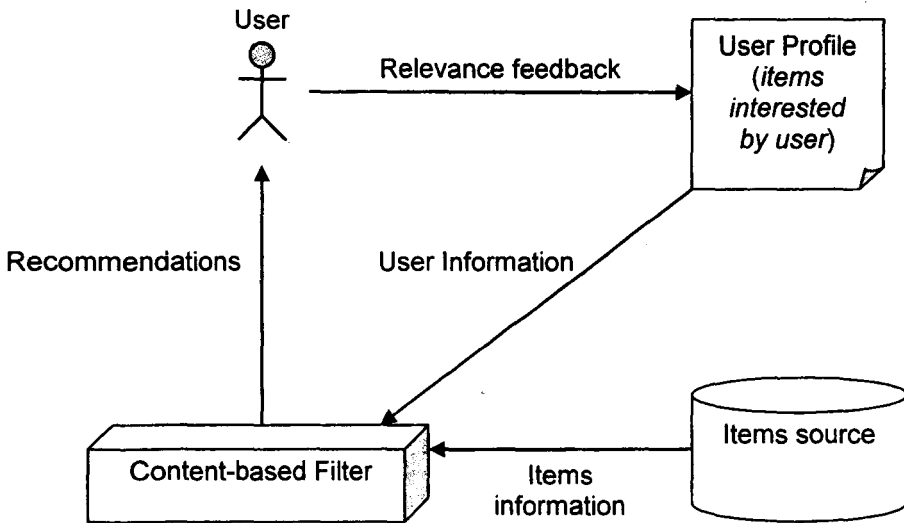 User
Relevance feedback
User Profile
(items
interested
by user)
Recommendations
User Information
Content-based Filter
Items
information
Items source